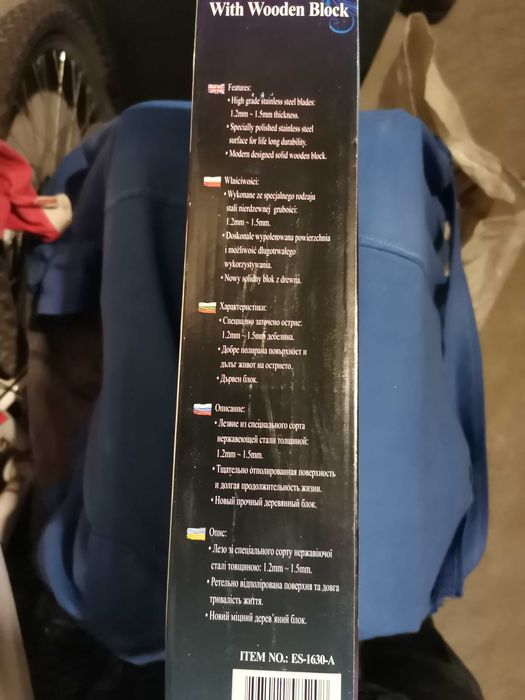 With Wooden Block
Features:
• High grade stainless steel blades:
1.2mm ~ 1.5mm thickness.
• Specially polished stainless steel
surface for life long durability.
• Modern designed solid wooden block.
Właściwości:
• Wykonane ze specjalnego rodzaju
stali nierdzewnej grubości:
1.2mm ~ 1.5mm.
• Doskonale wypolerowana powierzchnia
i możliwość długotrwałego
wykorzystywania.
• Nowy solidny blok z drewna.
Характеристики:
• Специално заточено острие:
1.2mm ~ 1.5mm дебелина.
• Добре полирана повърхност и
дълъг живот на острието.
• Дървен блок.
Описание:
• Лезвие из специального сорта
нержавеющей стали толщиной:
1.2mm ~ 1.5mm.
• Тщательно отполированная поверхность
и долгая продолжительность жизни.
• Новый прочный деревянный блок.
Опис:
• Лезо зі спеціального сорту нержавіючої
сталі товщиною: 1.2mm ~ 1.5mm.
• Ретельно відполірована поверхня та довга
тривалість життя.
• Новий міцний дерев'яний блок.
ITEM NO.: ES-1630-A